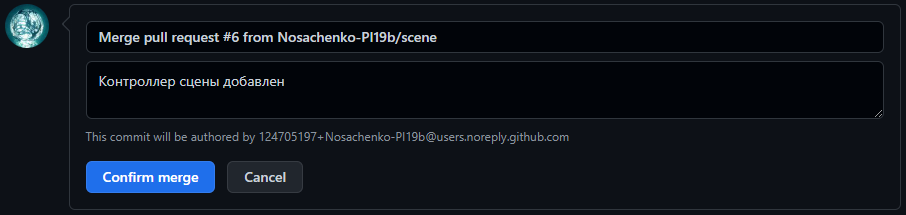 Merge pull request #6 from Nosachenko-PI19b/scene
Контроллер сцены добавлен
This commit will be authored by 124705197+Nosachenko-PI19b@users.noreply.github.com
Confirm merge Cancel